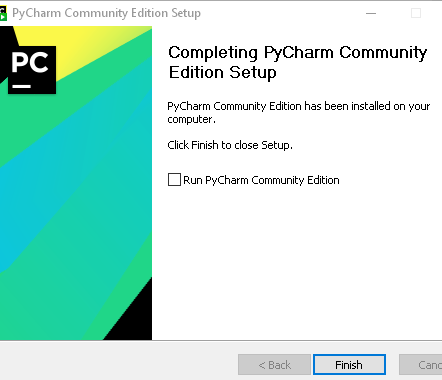 PyCharm Community Edition Setup
PC
Completing PyCharm Community
Edition Setup
PyCharm Community Edition has been installed on your
computer.
Click Finish to close Setup.
Run PyCharm Community Edition
< Back
Finish
Canc